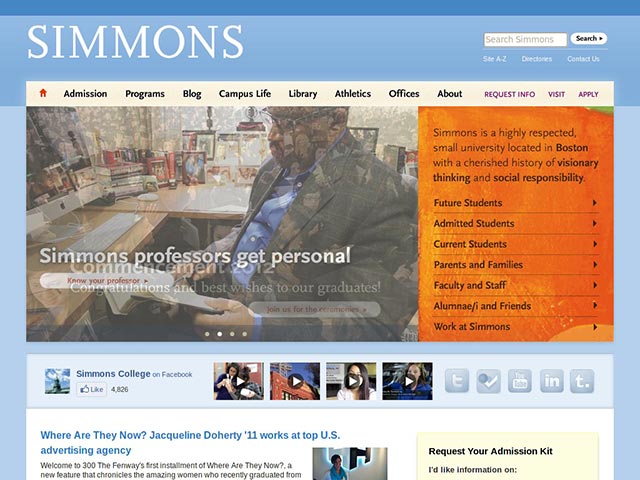 SIMMONS
Search Simmons
Search
Site A-Z Directories Contact Us
Admission Programs Blog Campus Life Library Athletics Offices About REQUEST INFO VISIT APPLY
Simmons is a highly respected,
small university located in Boston
with a cherished history of visionary
thinking and social responsibility.
Future Students
Admitted Students
Current Students
Parents and Families
Faculty and Staff
Alumnae/i and Friends
Work at Simmons
Simmons professors get personal
Commencement 2012
Know your professor
Congratulations and best wishes to our graduates!
Join us for the ceremonies
Simmons College on Facebook
Like 4,826
You
Tube
in
t.
Where Are They Now? Jacqueline Doherty '11 works at top U.S.
advertising agency
Welcome to 300 The Fenway's first installment of Where Are They Now?, a
new feature that chronicles the amazing women who recently graduated from
Request Your Admission Kit
I'd like information on: